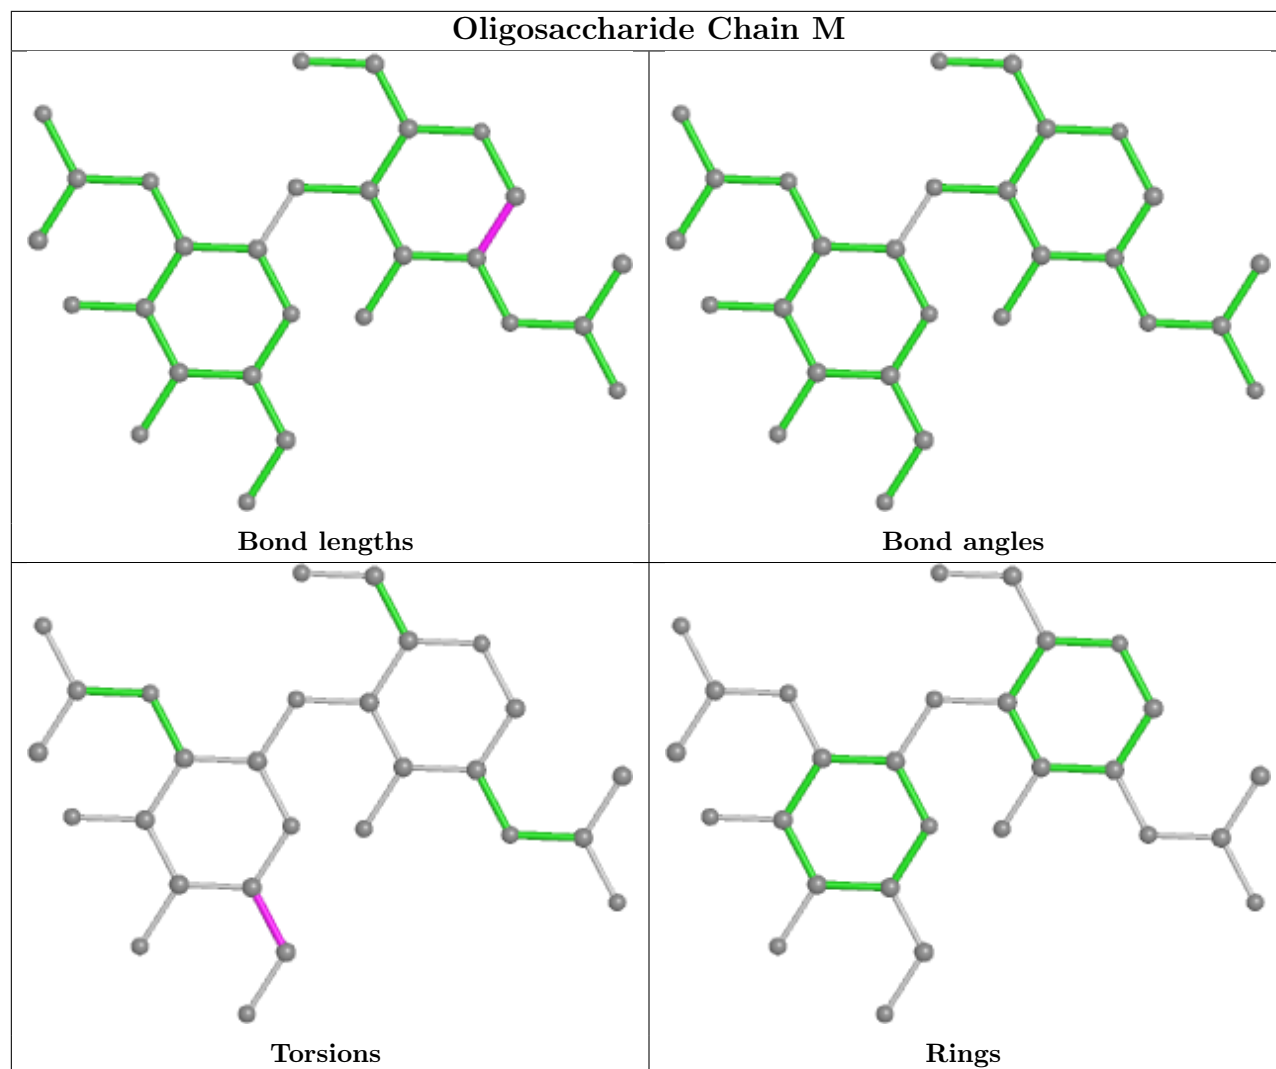 Oligosaccharide Chain M
Bond lengths
Bond angles
Torsions
Rings